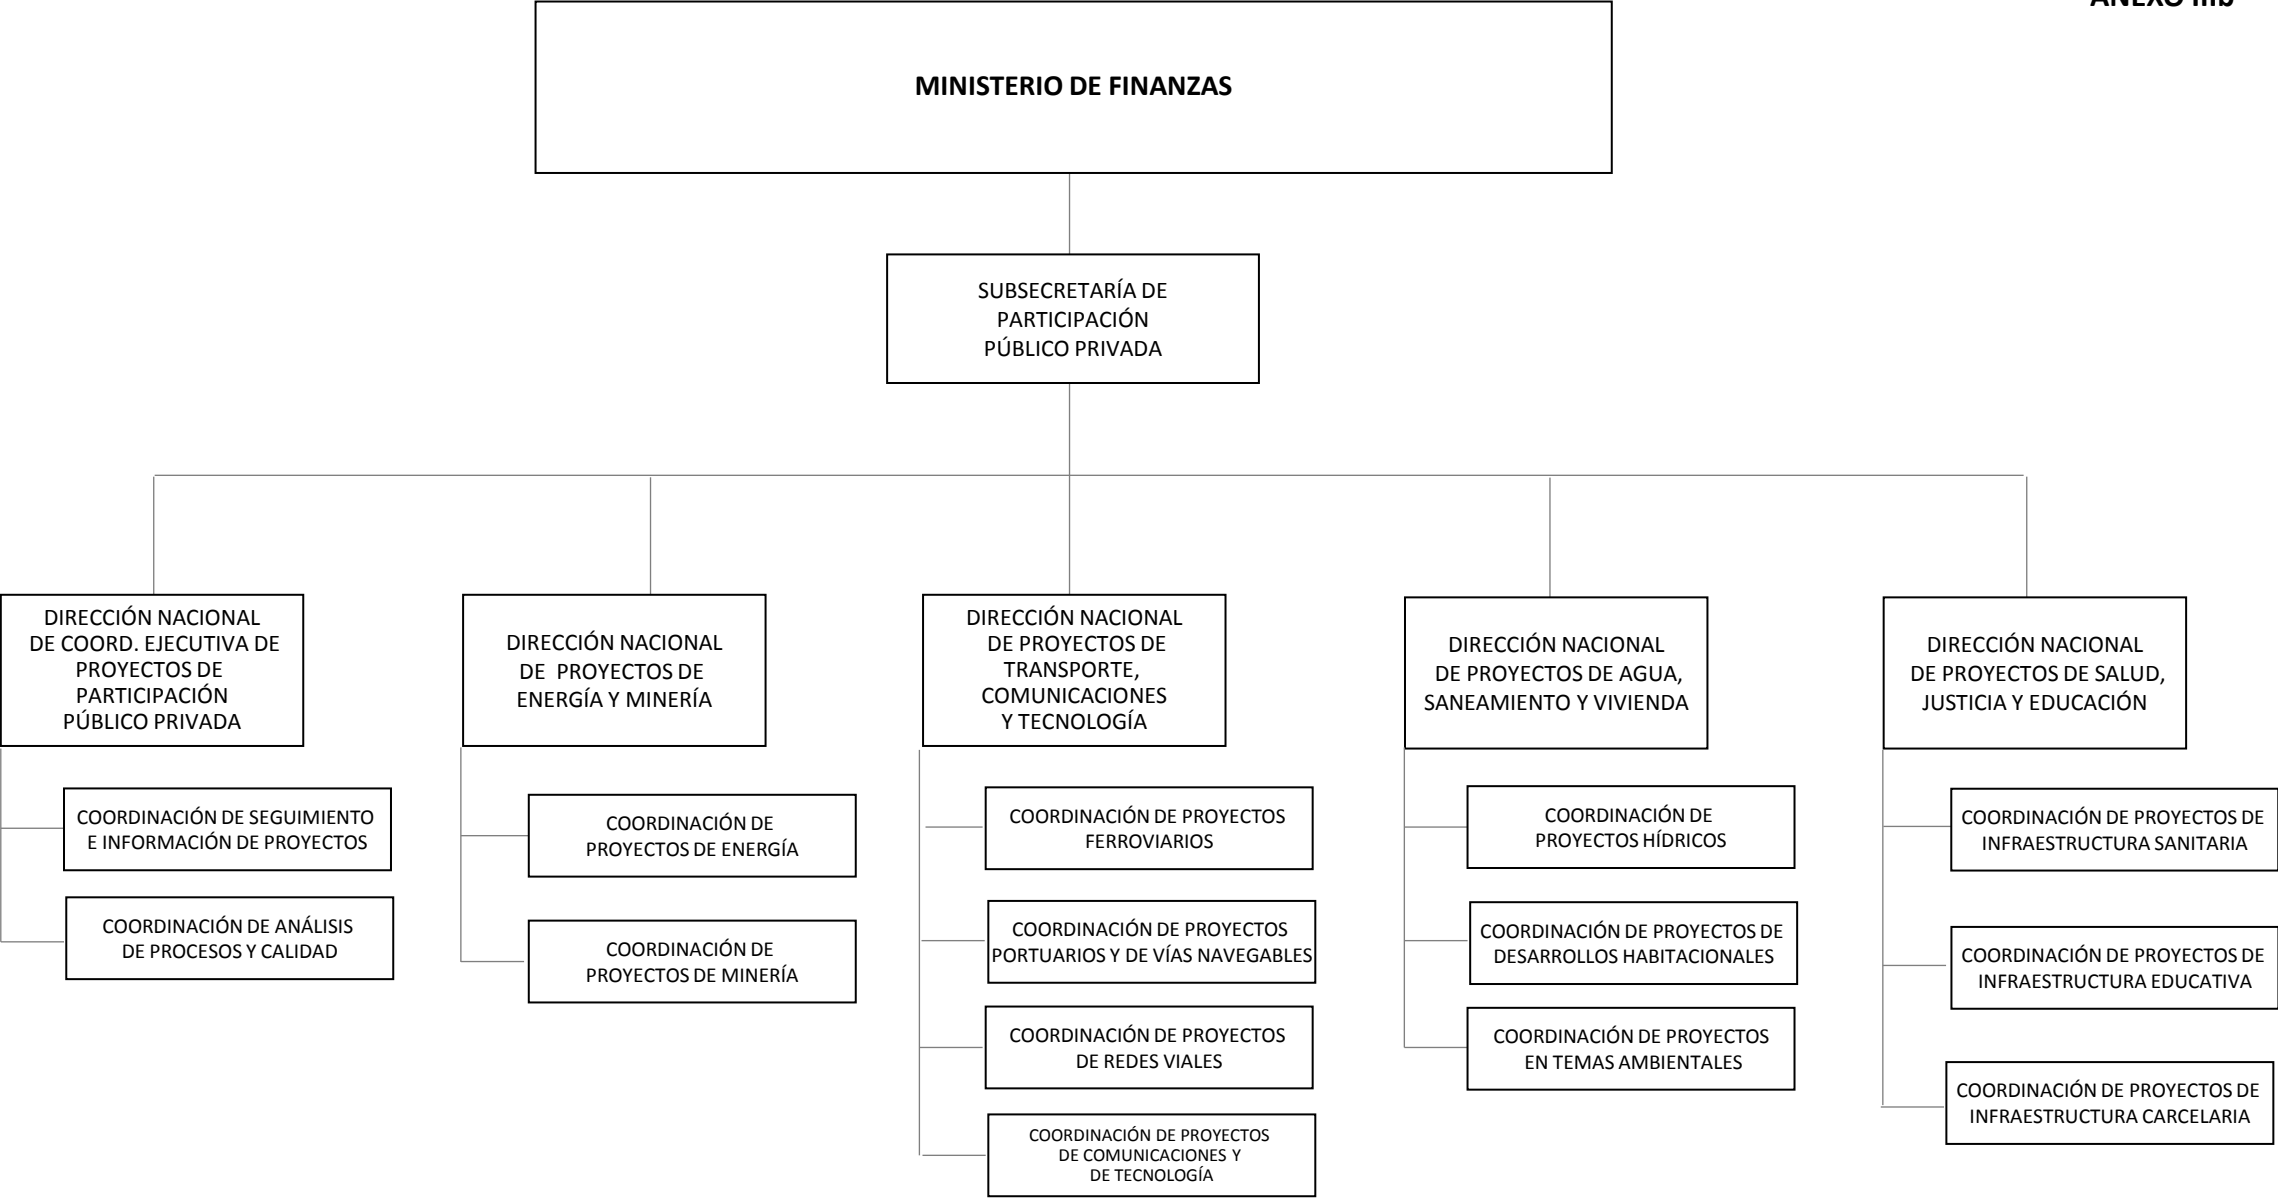 ANEXO IIIb
MINISTERIO DE FINANZAS
SUBSECRETARÍA DE
PARTICIPACIÓN
PÚBLICO PRIVADA
DIRECCIÓN NACIONAL
DE COORD. EJECUTIVA DE
PROYECTOS DE
PARTICIPACIÓN
PÚBLICO PRIVADA
COORDINACIÓN DE SEGUIMIENTO
E INFORMACIÓN DE PROYECTOS
COORDINACIÓN DE ANÁLISIS
DE PROCESOS Y CALIDAD
DIRECCIÓN NACIONAL
DE PROYECTOS DE
ENERGÍA Y MINERÍA
COORDINACIÓN DE
PROYECTOS DE ENERGÍA
COORDINACIÓN DE
PROYECTOS DE MINERÍA
DIRECCIÓN NACIONAL
DE PROYECTOS DE
TRANSPORTE,
COMUNICACIONES
Y TECNOLOGÍA
COORDINACIÓN DE PROYECTOS
FERROVIARIOS
COORDINACIÓN DE PROYECTOS
PORTUARIOS Y DE VÍAS NAVEGABLES
COORDINACIÓN DE PROYECTOS
DE REDES VIALES
COORDINACIÓN DE PROYECTOS
DE COMUNICACIONES Y
DE TECNOLOGÍA
DIRECCIÓN NACIONAL
DE PROYECTOS DE AGUA,
SANEAMIENTO Y VIVIENDA
COORDINACIÓN DE
PROYECTOS HÍDRICOS
COORDINACIÓN DE PROYECTOS DE
DESARROLLOS HABITACIONALES
COORDINACIÓN DE PROYECTOS
EN TEMAS AMBIENTALES
DIRECCIÓN NACIONAL
DE PROYECTOS DE SALUD,
JUSTICIA Y EDUCACIÓN
COORDINACIÓN DE PROYECTOS DE
INFRAESTRUCTURA SANITARIA
COORDINACIÓN DE PROYECTOS DE
INFRAESTRUCTURA EDUCATIVA
COORDINACIÓN DE PROYECTOS DE
INFRAESTRUCTURA CARCELARIA